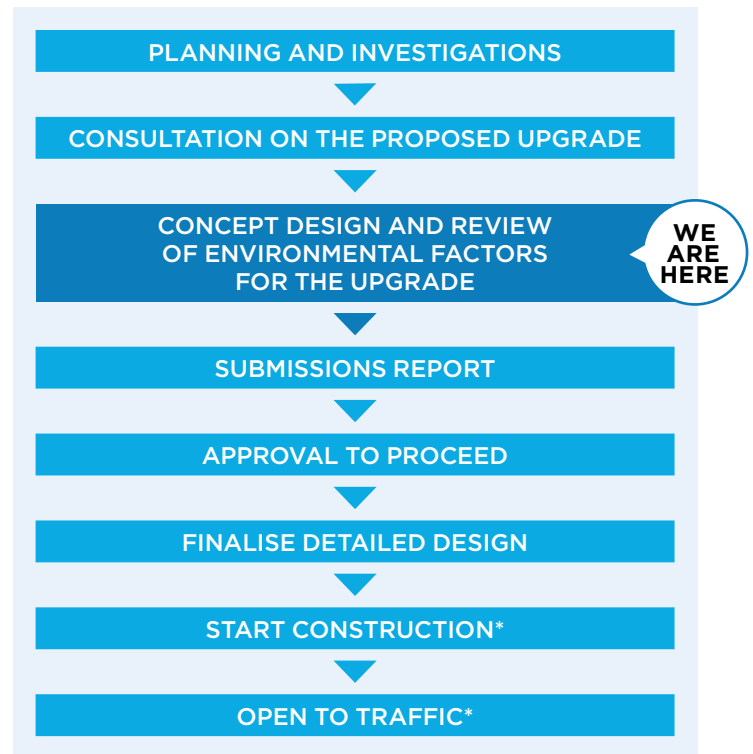 PLANNING AND INVESTIGATIONS
CONSULTATION ON THE PROPOSED UPGRADE
CONCEPT DESIGN AND REVIEW
OF ENVIRONMENTAL FACTORS
FOR THE UPGRADE
WE
ARE
HERE
SUBMISSIONS REPORT
APPROVAL TO PROCEED
FINALISE DETAILED DESIGN
START CONSTRUCTION*
OPEN TO TRAFFIC*